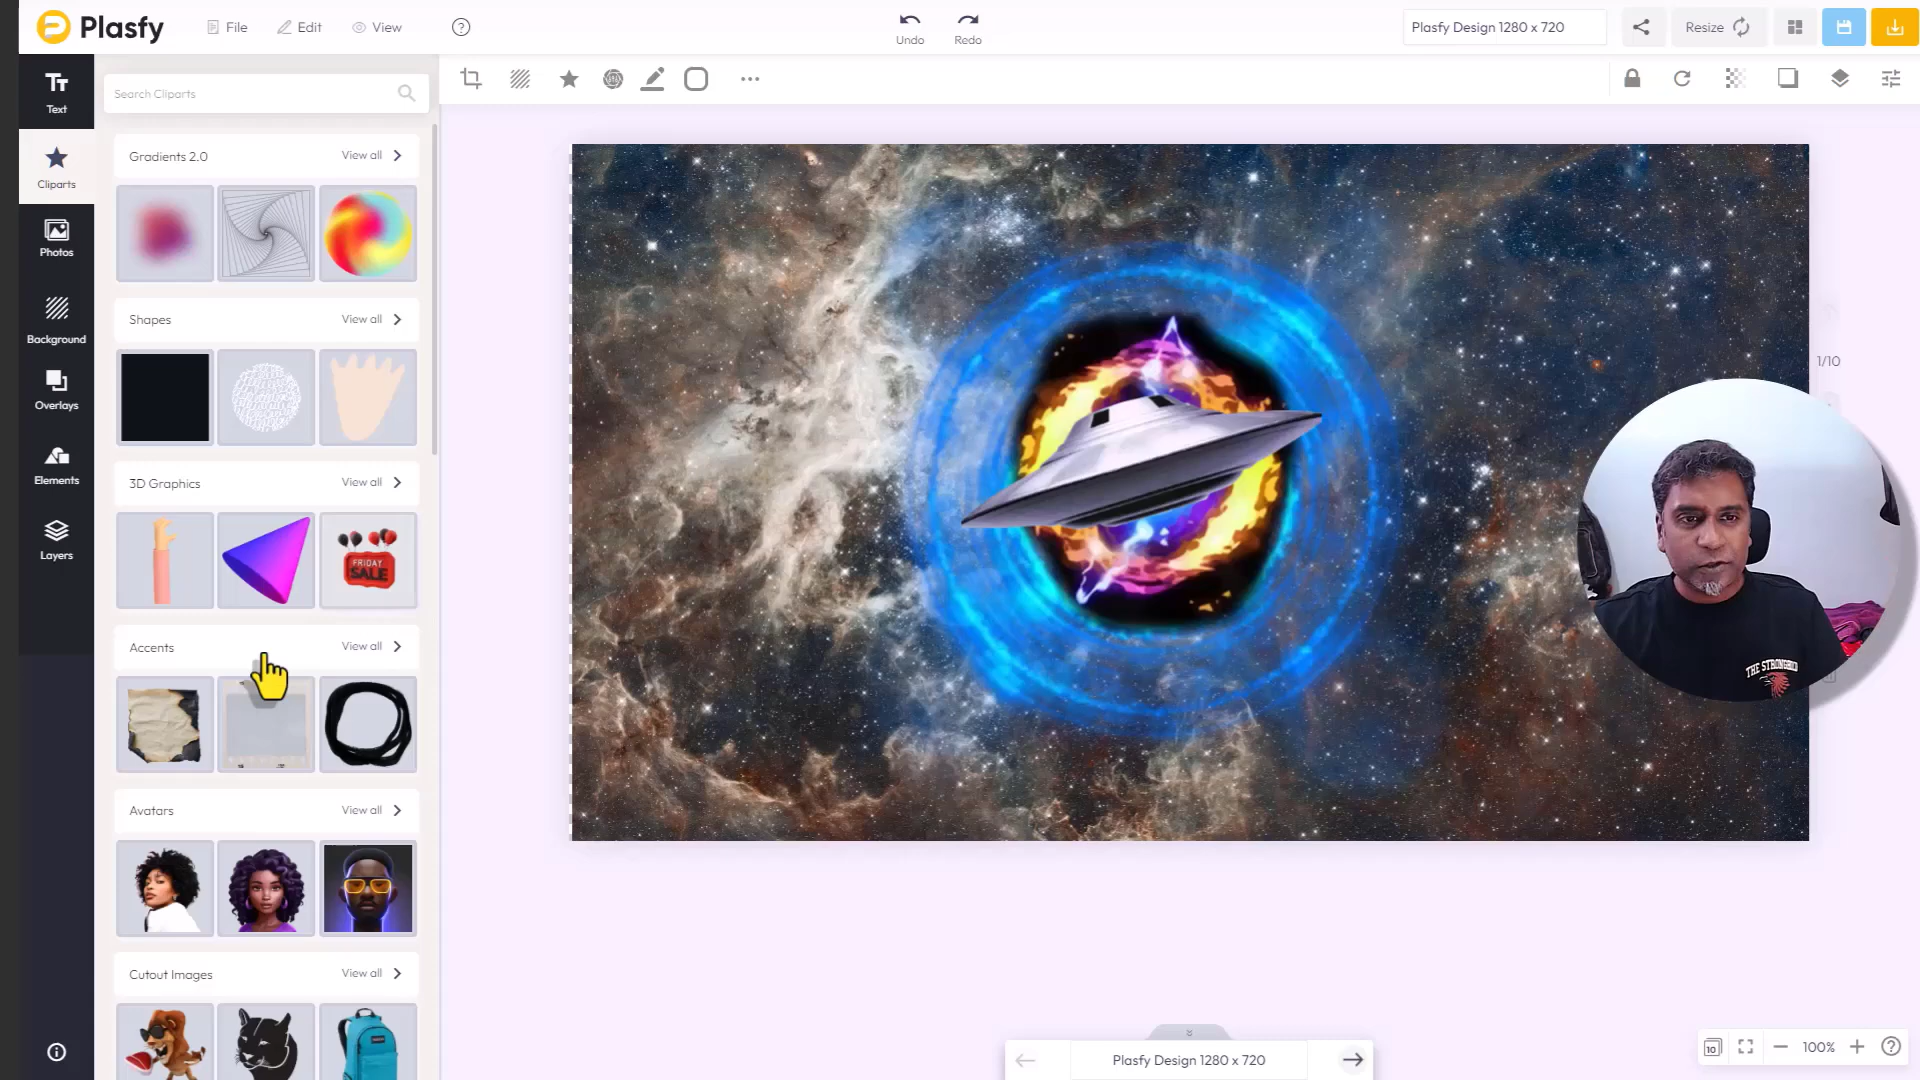 Plasfy
File
Edit
View
Undo
Redo
Plasfy Design 1280 x 720
Resize
Text
Cliparts
Photos
Background
Overlays
Elements
Layers
Search Cliparts
Gradients 2.0
View all
Shapes
View all
3D Graphics
View all
FRIDAY
SALE
Accents
View all
Avatars
View all
Cutout Images
View all
1/10
THE STRONGGRID
Plasfy Design 1280 x 720
10
100%